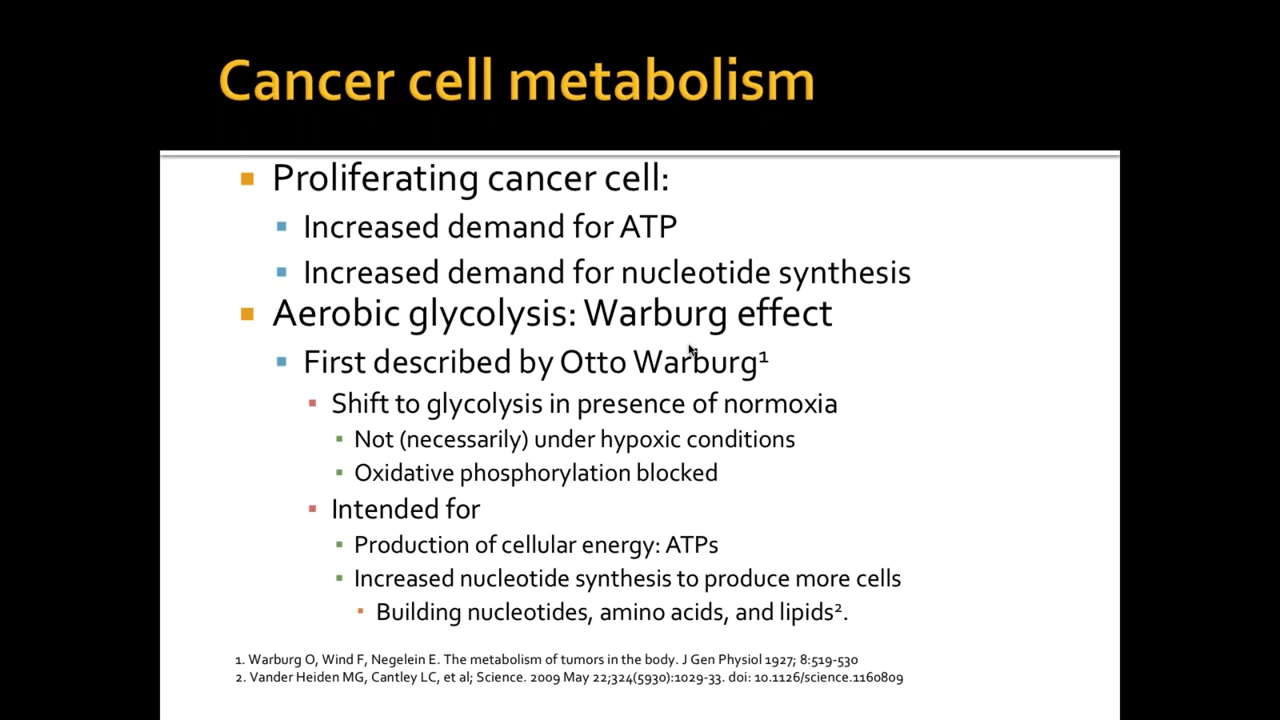 Cancer cell metabolism
Proliferating cancer cell:
Increased demand for ATP
Increased demand for nucleotide synthesis
Aerobic glycolysis: Warburg effect
First described by Otto Warburg¹
Shift to glycolysis in presence of normoxia
Not (necessarily) under hypoxic conditions
Oxidative phosphorylation blocked
Intended for
Production of cellular energy: ATPs
Increased nucleotide synthesis to produce more cells
Building nucleotides, amino acids, and lipids².
1. Warburg O, Wind F, Negelein E. The metabolism of tumors in the body. J Gen Physiol 1927; 8:519-530
2. Vander Heiden MG, Cantley LC, et al; Science. 2009 May 22;324(5930):1029-33. doi: 10.1126/science.1160809